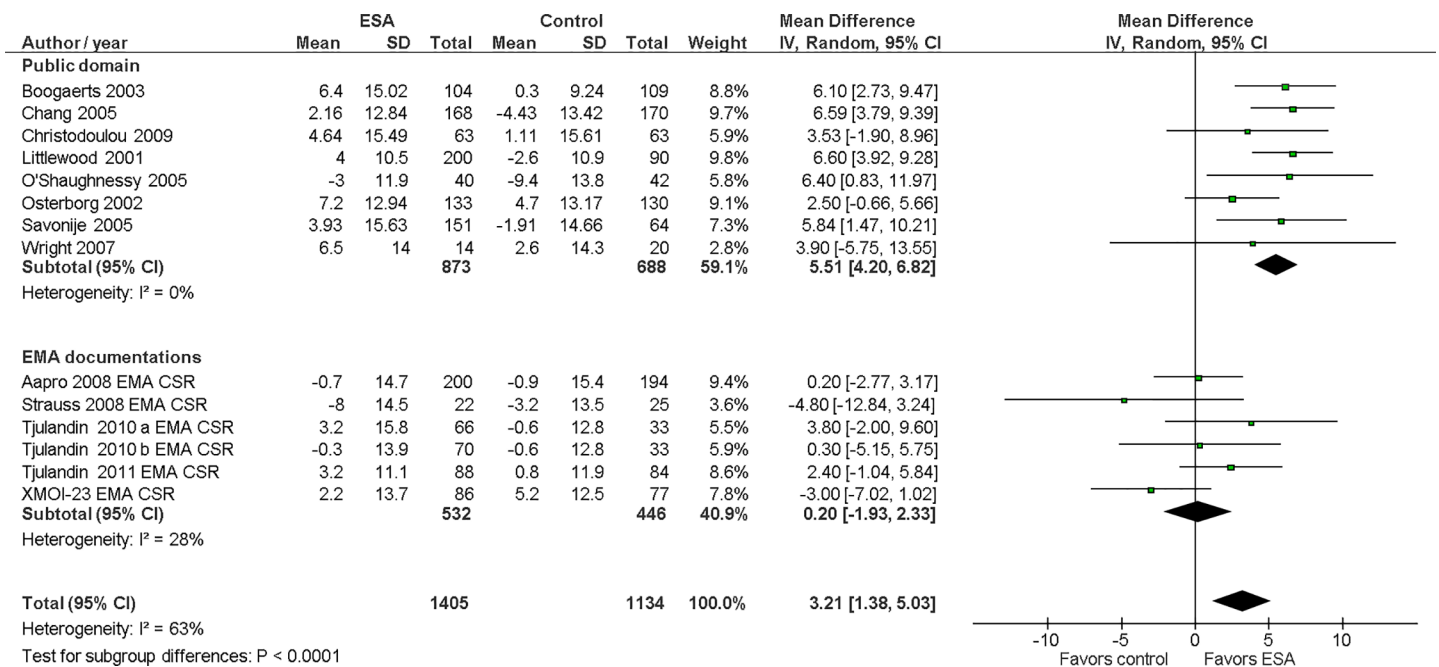 ESA Control Mean Difference Mean Difference
Author / year Mean SD Total Mean SD Total Weight IV, Random, 95% CI IV, Random, 95% CI
Public domain
Boogaerts 2003 6.4 15.02 104 0.3 9.24 109 8.8% 6.10 [2.73, 9.47]
Chang 2005 2.16 12.84 168 -4.43 13.42 170 9.7% 6.59 [3.79, 9.39]
Christodoulou 2009 4.64 15.49 63 1.11 15.61 63 5.9% 3.53 [-1.90, 8.96]
Littlewood 2001 4 10.5 200 -2.6 10.9 90 9.8% 6.60 [3.92, 9.28]
O'Shaughnessy 2005 -3 11.9 40 -9.4 13.8 42 5.8% 6.40 [0.83, 11.97]
Osterborg 2002 7.2 12.94 133 4.7 13.17 130 9.1% 2.50 [-0.66, 5.66]
Savonije 2005 3.93 15.63 151 -1.91 14.66 64 7.3% 5.84 [1.47, 10.21]
Wright 2007 6.5 14 14 2.6 14.3 20 2.8% 3.90 [-5.75, 13.55]
Subtotal (95% CI) 873 688 59.1% 5.51 [4.20, 6.82]
Heterogeneity: I² = 0%
EMA documentations
Aapro 2008 EMA CSR -0.7 14.7 200 -0.9 15.4 194 9.4% 0.20 [-2.77, 3.17]
Strauss 2008 EMA CSR -8 14.5 22 -3.2 13.5 25 3.6% -4.80 [-12.84, 3.24]
Tjulandin 2010 a EMA CSR 3.2 15.8 66 -0.6 12.8 33 5.5% 3.80 [-2.00, 9.60]
Tjulandin 2010 b EMA CSR -0.3 13.9 70 -0.6 12.8 33 5.9% 0.30 [-5.15, 5.75]
Tjulandin 2011 EMA CSR 3.2 11.1 88 0.8 11.9 84 8.6% 2.40 [-1.04, 5.84]
XMOI-23 EMA CSR 2.2 13.7 86 5.2 12.5 77 7.8% -3.00 [-7.02, 1.02]
Subtotal (95% CI) 532 446 40.9% 0.20 [-1.93, 2.33]
Heterogeneity: I² = 28%
Total (95% CI) 1405 1134 100.0% 3.21 [1.38, 5.03]
Heterogeneity: I² = 63%
Test for subgroup differences: P < 0.0001
-10 -5 0 5 10
Favors control Favors ESA